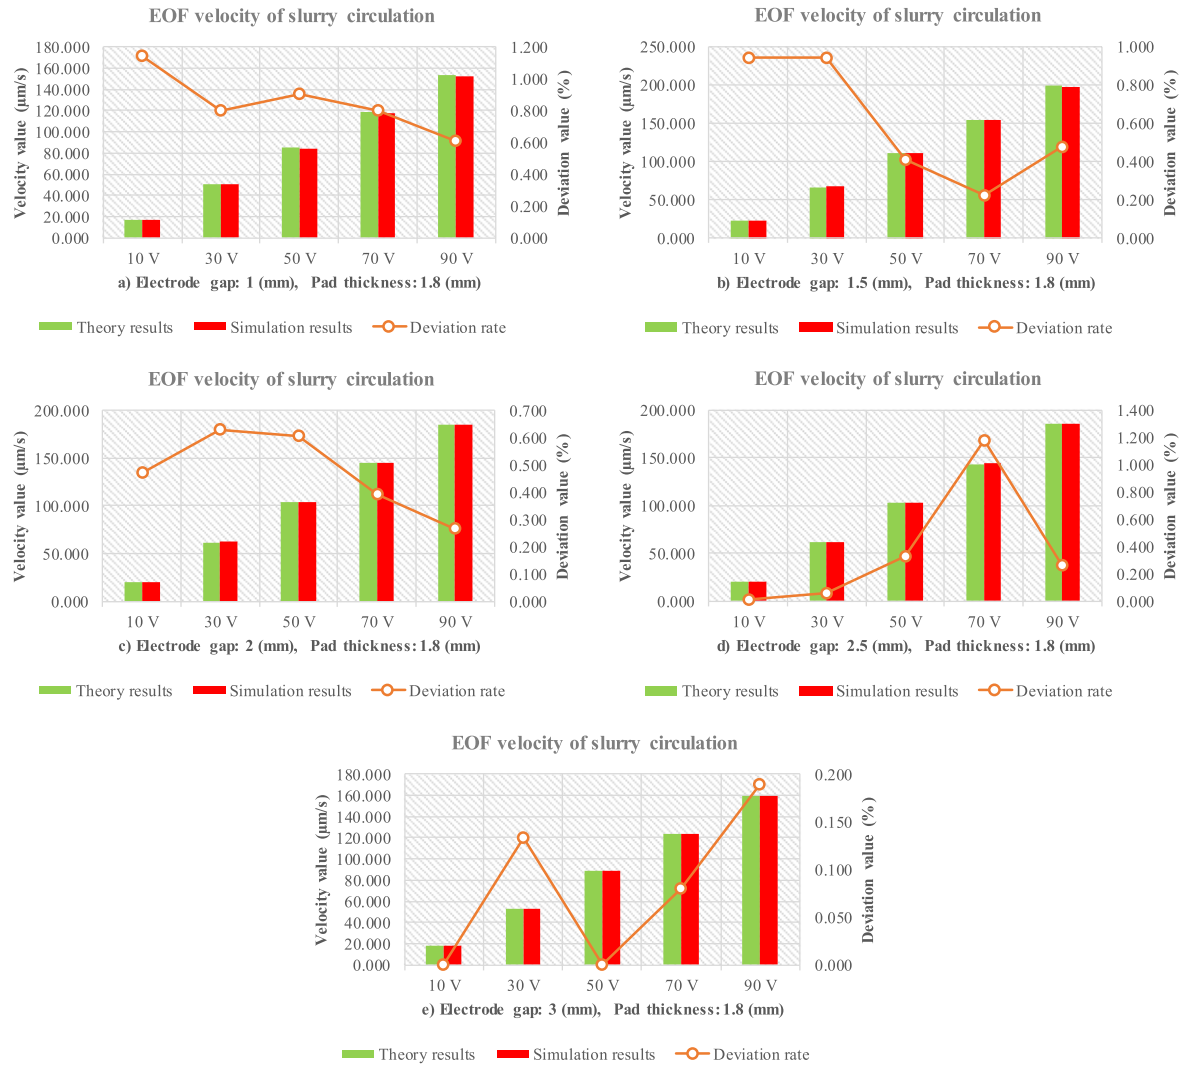 EOF velocity of slurry circulation
Velocity value (μm/s)
180.000
160.000
140.000
120.000
100.000
80.000
60.000
40.000
20.000
0.000
1.200
1.000
0.800
0.600
0.400
0.200
0.000
Deviation value (%)
10 V 30 V 50 V 70 V 90 V
a) Electrode gap: 1 (mm), Pad thickness: 1.8 (mm)
Theory results Simulation results Deviation rate
EOF velocity of slurry circulation
Velocity value (μm/s)
250.000
200.000
150.000
100.000
50.000
0.000
1.000
0.800
0.600
0.400
0.200
0.000
Deviation value (%)
10 V 30 V 50 V 70 V 90 V
b) Electrode gap: 1.5 (mm), Pad thickness: 1.8 (mm)
Theory results Simulation results Deviation rate
EOF velocity of slurry circulation
Velocity value (μm/s)
200.000
150.000
100.000
50.000
0.000
0.700
0.600
0.500
0.400
0.300
0.200
0.100
0.000
Deviation value (%)
10 V 30 V 50 V 70 V 90 V
c) Electrode gap: 2 (mm), Pad thickness: 1.8 (mm)
Theory results Simulation results Deviation rate
EOF velocity of slurry circulation
Velocity value (μm/s)
200.000
150.000
100.000
50.000
0.000
1.400
1.200
1.000
0.800
0.600
0.400
0.200
0.000
Deviation value (%)
10 V 30 V 50 V 70 V 90 V
d) Electrode gap: 2.5 (mm), Pad thickness: 1.8 (mm)
Theory results Simulation results Deviation rate
EOF velocity of slurry circulation
Velocity value (μm/s)
180.000
160.000
140.000
120.000
100.000
80.000
60.000
40.000
20.000
0.000
0.200
0.150
0.100
0.050
0.000
Deviation value (%)
10 V 30 V 50 V 70 V 90 V
e) Electrode gap: 3 (mm), Pad thickness: 1.8 (mm)
Theory results Simulation results Deviation rate